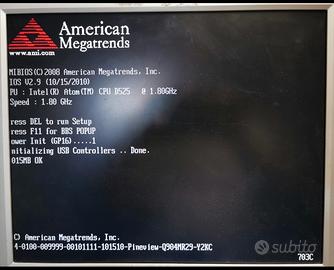 American
Megatrends
www.ami.com
MIBIOS(C)2008 American Megatrends, Inc.
IOS V2.9 (10/15/2010)
PU : Intel(R) Atom(TM) CPU D525 @ 1.80GHz
Speed : 1.80 GHz
ress DEL to run Setup
ress F11 for BBS POPUP
ower Init (GP16).....1
nitializing USB Controllers .. Done.
015MB OK
C) American Megatrends, Inc.
4-0100-009999-00101111-101510-Pineview-Q904MR29-Y2KC
703C
subito